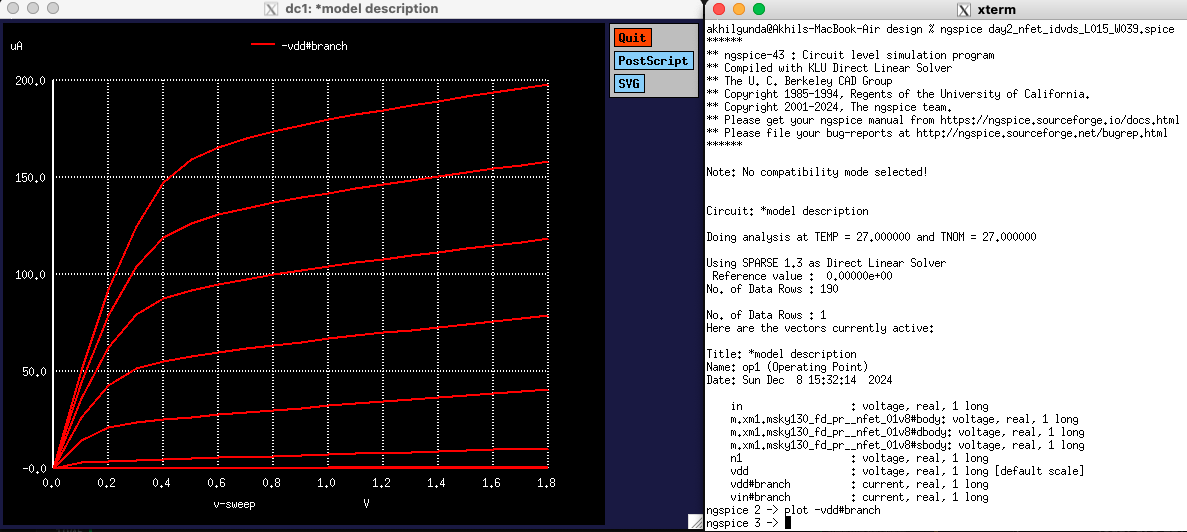 dc1: *model description
uA
-vdd#branch
Quit
PostScript
SVG
200.0
150.0
100.0
50.0
-0.0
0.0 0.2 0.4 0.6 0.8 1.0 1.2 1.4 1.6 1.8
v-sweep V
xterm
akhilgunda@Akhils-MacBook-Air design % ngspice day2_nfet_idvds_L015_W039.spice
******
** ngspice-43 : Circuit level simulation program
** Compiled with KLU Direct Linear Solver
** The U. C. Berkeley CAD Group
** Copyright 1985-1994, Regents of the University of California.
** Copyright 2001-2024, The ngspice team.
** Please get your ngspice manual from https://ngspice.sourceforge.io/docs.html
** Please file your bug-reports at http://ngspice.sourceforge.net/bugrep.html
******
Note: No compatibility mode selected!
Circuit: *model description
Doing analysis at TEMP = 27.000000 and TNOM = 27.000000
Using SPARSE 1.3 as Direct Linear Solver
Reference value : 0.00000e+00
No. of Data Rows : 190
No. of Data Rows : 1
Here are the vectors currently active:
Title: *model description
Name: op1 (Operating Point)
Date: Sun Dec 8 15:32:14 2024
in : voltage, real, 1 long
m.xm1.msky130_fd_pr__nfet_01v8#body: voltage, real, 1 long
m.xm1.msky130_fd_pr__nfet_01v8#dbody: voltage, real, 1 long
m.xm1.msky130_fd_pr__nfet_01v8#sbody: voltage, real, 1 long
n1 : voltage, real, 1 long
vdd : voltage, real, 1 long [default scale]
vdd#branch : current, real, 1 long
vin#branch : current, real, 1 long
ngspice 2 -> plot -vdd#branch
ngspice 3 ->